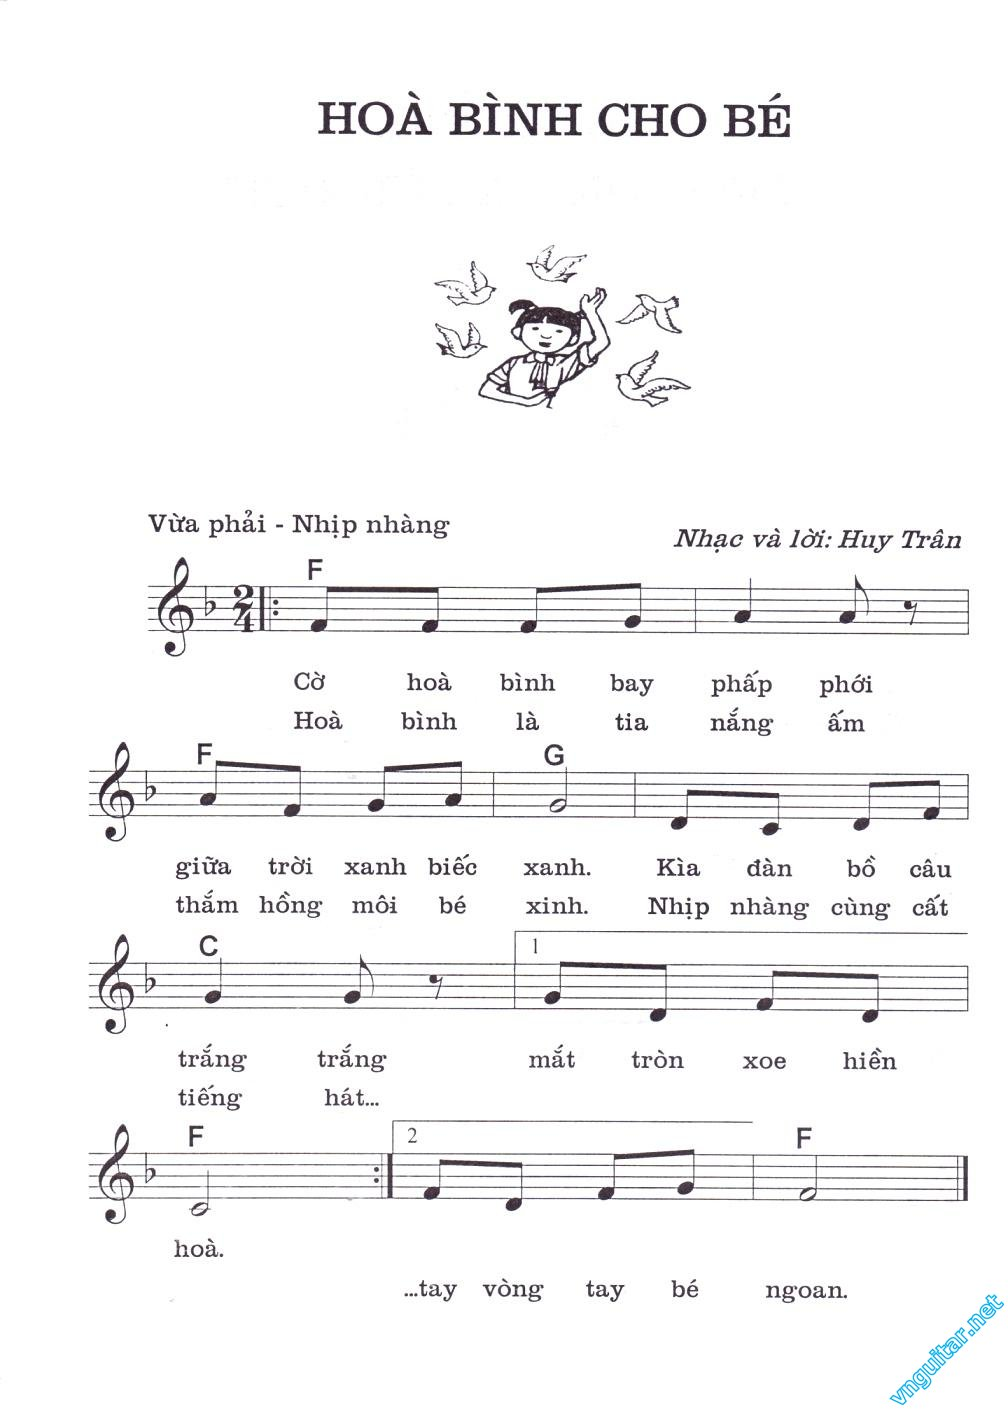 HOÀ BÌNH CHO BÉ
Vừa phải - Nhịp nhàng
Nhạc và lời: Huy Trân
F
2
4
Cờ hoà bình bay phấp phới
Hoà bình là tia nắng ấm
F G
giữa trời xanh biếc xanh. Kìa đàn bồ câu
thắm hồng môi bé xinh. Nhịp nhàng cùng cất
C
1
trắng trắng mắt tròn xoe hiền
tiếng hát...
F 2 F
hoà.
...tay vòng tay bé ngoan.
vnguitar.net